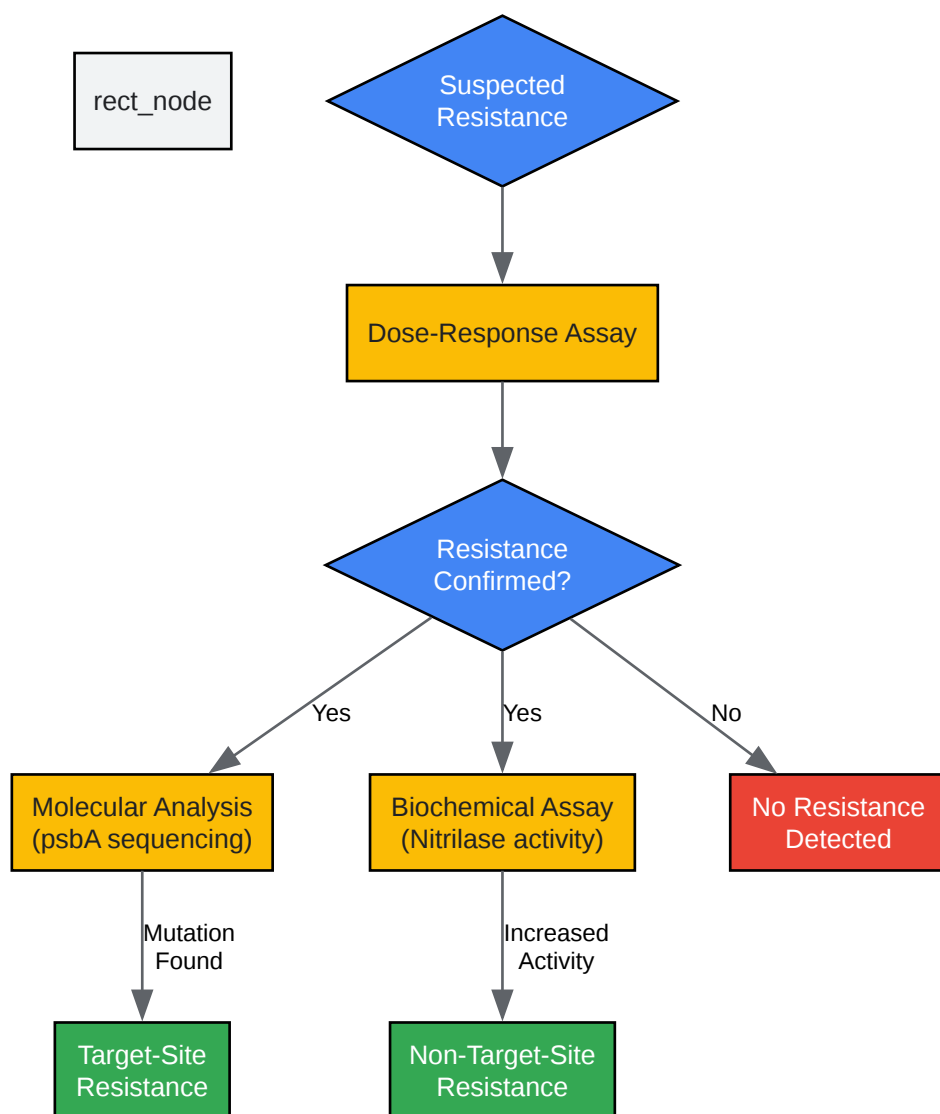 rect_node
Suspected
Resistance
Dose-Response Assay
Resistance
Confirmed?
Yes
Yes
No
Molecular Analysis
(psbA sequencing)
Biochemical Assay
(Nitrilase activity)
No Resistance
Detected
Mutation
Found
Increased
Activity
Target-Site
Resistance
Non-Target-Site
Resistance